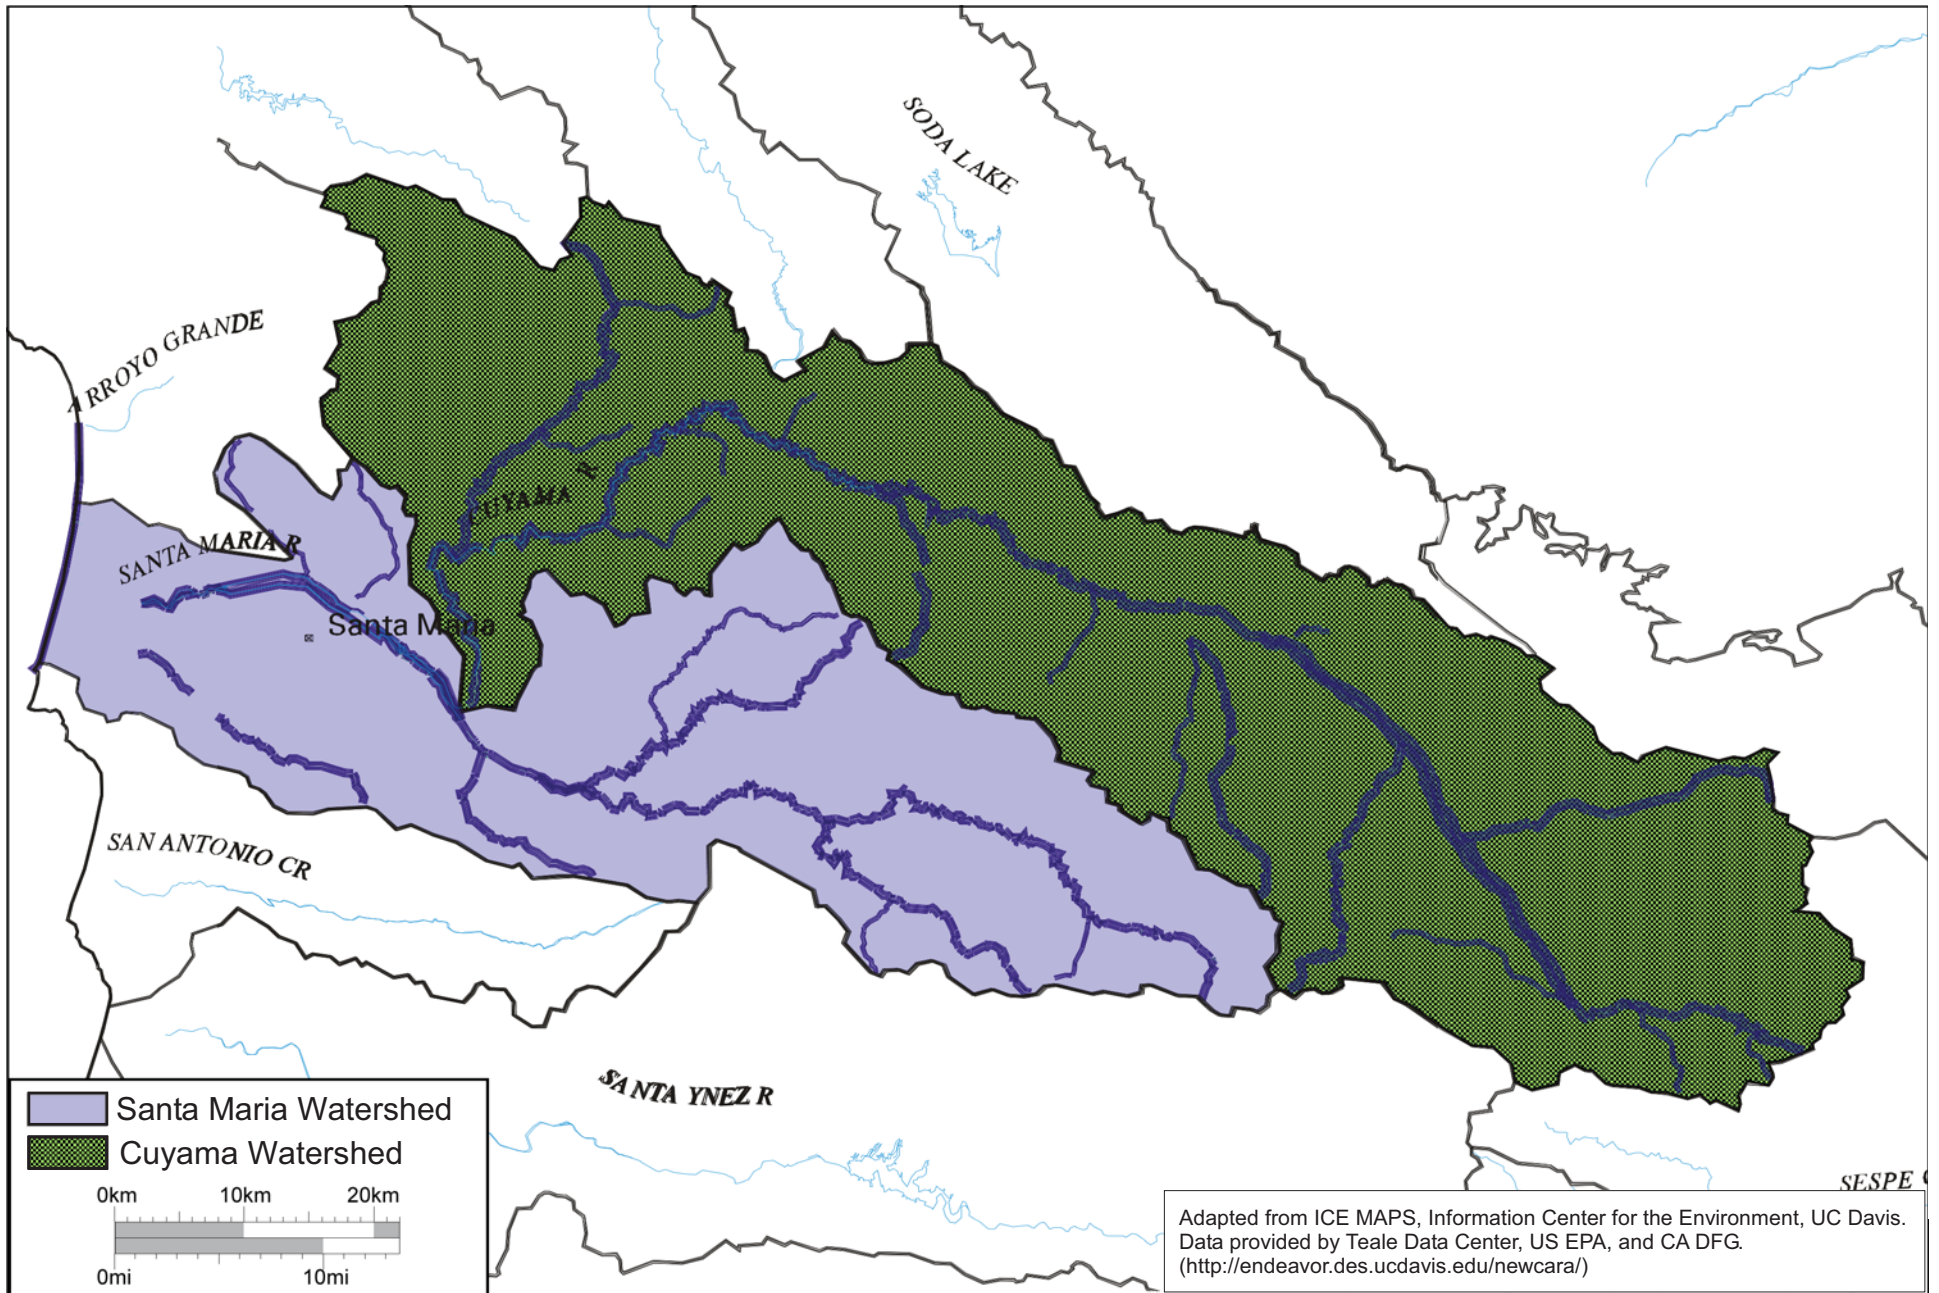 SODA LAKE
ARROYO GRANDE
CUYAMA R
SANTA MARIA R
Santa Maria
SAN ANTONIO CR
SANTA YNEZ R
Santa Maria Watershed
Cuyama Watershed
0km 10km 20km
0mi 10mi
SESPE
Adapted from ICE MAPS, Information Center for the Environment, UC Davis.
Data provided by Teale Data Center, US EPA, and CA DFG.
(http://endeavor.des.ucdavis.edu/newcara/)